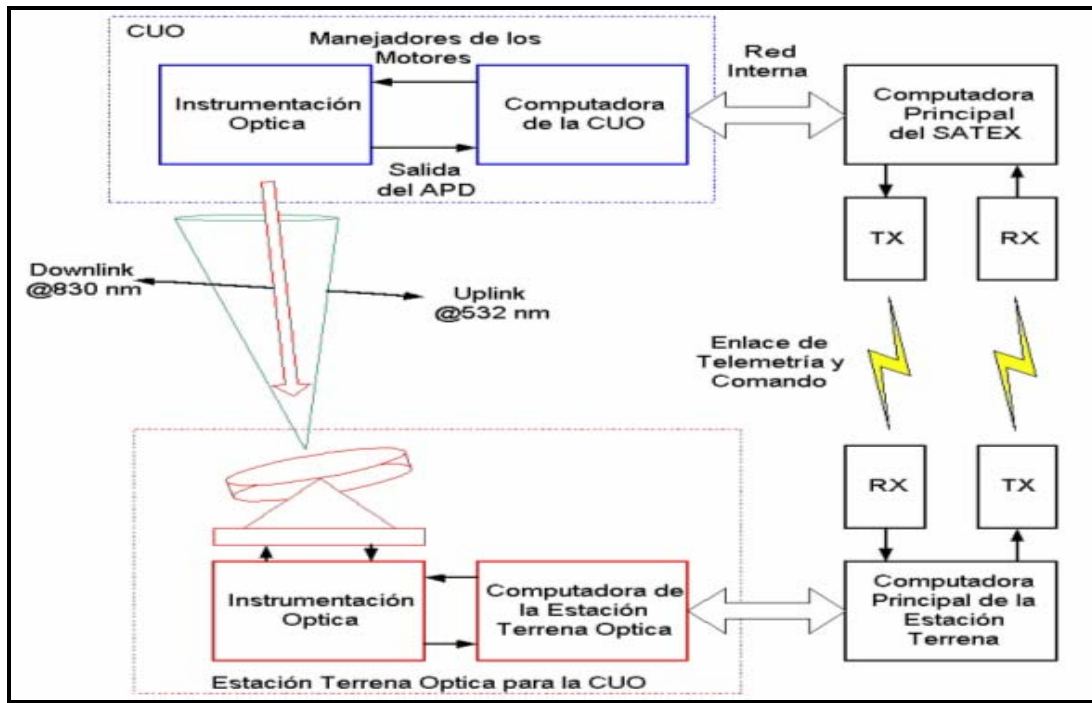 CUO
Manejadores de los
Motores
Instrumentación
Optica
Computadora
de la CUO
Salida
del APD
Red
Interna
Computadora
Principal
del SATEX
TX
RX
Downlink
@830 nm
Uplink
@532 nm
Enlace de
Telemetría y
Comando
RX
TX
Instrumentación
Optica
Computadora de
la Estación
Terrena Optica
Computadora
Principal de la
Estación
Terrena
Estación Terrena Optica para la CUO